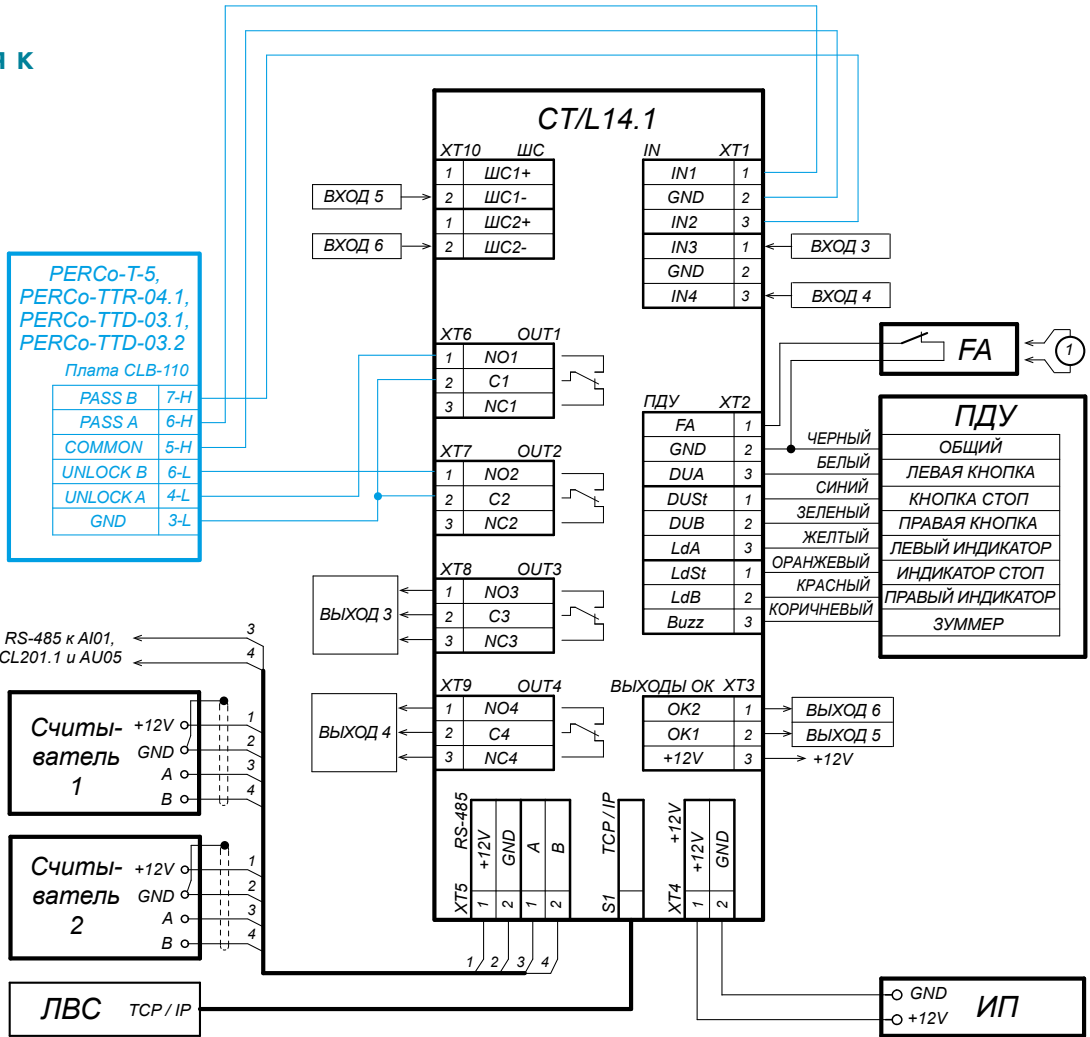 я к
CT/L14.1
XT10 ШС
1 ШС1+
2 ШС1-
1 ШС2+
2 ШС2-
ВХОД 5
ВХОД 6
IN XT1
IN1 1
GND 2
IN2 3
IN3 1
GND 2
IN4 3
ВХОД 3
ВХОД 4
PERCo-T-5,
PERCo-TTR-04.1,
PERCo-TTD-03.1,
PERCo-TTD-03.2
Плата CLB-110
PASS B 7-H
PASS A 6-H
COMMON 5-H
UNLOCK B 6-L
UNLOCK A 4-L
GND 3-L
XT6 OUT1
1 NO1
2 C1
3 NC1
XT7 OUT2
1 NO2
2 C2
3 NC2
XT8 OUT3
1 NO3
2 C3
3 NC3
ВЫХОД 3
XT9 OUT4
1 NO4
2 C4
3 NC4
ВЫХОД 4
FA
1
ПДУ XT2
FA 1
GND 2
DUA 3
DUSt 1
DUB 2
LdA 3
LdSt 1
LdB 2
Buzz 3
ЧЕРНЫЙ
БЕЛЫЙ
СИНИЙ
ЗЕЛЕНЫЙ
ЖЕЛТЫЙ
ОРАНЖЕВЫЙ
КРАСНЫЙ
КОРИЧНЕВЫЙ
ПДУ
ОБЩИЙ
ЛЕВАЯ КНОПКА
КНОПКА СТОП
ПРАВАЯ КНОПКА
ЛЕВЫЙ ИНДИКАТОР
ИНДИКАТОР СТОП
ПРАВЫЙ ИНДИКАТОР
ЗУММЕР
ВЫХОДЫ ОК XT3
OK2 1
OK1 2
+12V 3
ВЫХОД 6
ВЫХОД 5
+12V
RS-485 к AI01,
CL201.1 и AU05
3
4
Считы-
ватель
1
+12V
GND
A
B
1
2
3
4
Считы-
ватель
2
+12V
GND
A
B
1
2
3
4
XT5 RS-485
1 +12V
2 GND
1 A
2 B
S1 TCP / IP
XT4 +12V
1 +12V
2 GND
1 2 3 4
ЛВС TCP / IP
GND
+12V
ИП